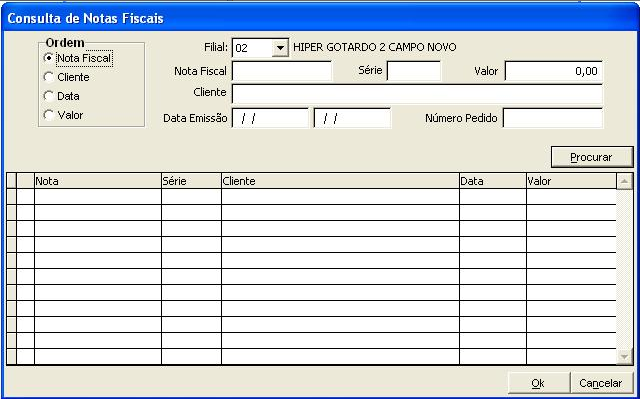 Consulta de Notas Fiscais
Ordem
Nota Fiscal
Cliente
Data
Valor
Filial: 02 HIPER GOTARDO 2 CAMPO NOVO
Nota Fiscal Série Valor 0,00
Cliente
Data Emissão / / / / Número Pedido
Procurar
Nota Série Cliente Data Valor
Ok Cancelar